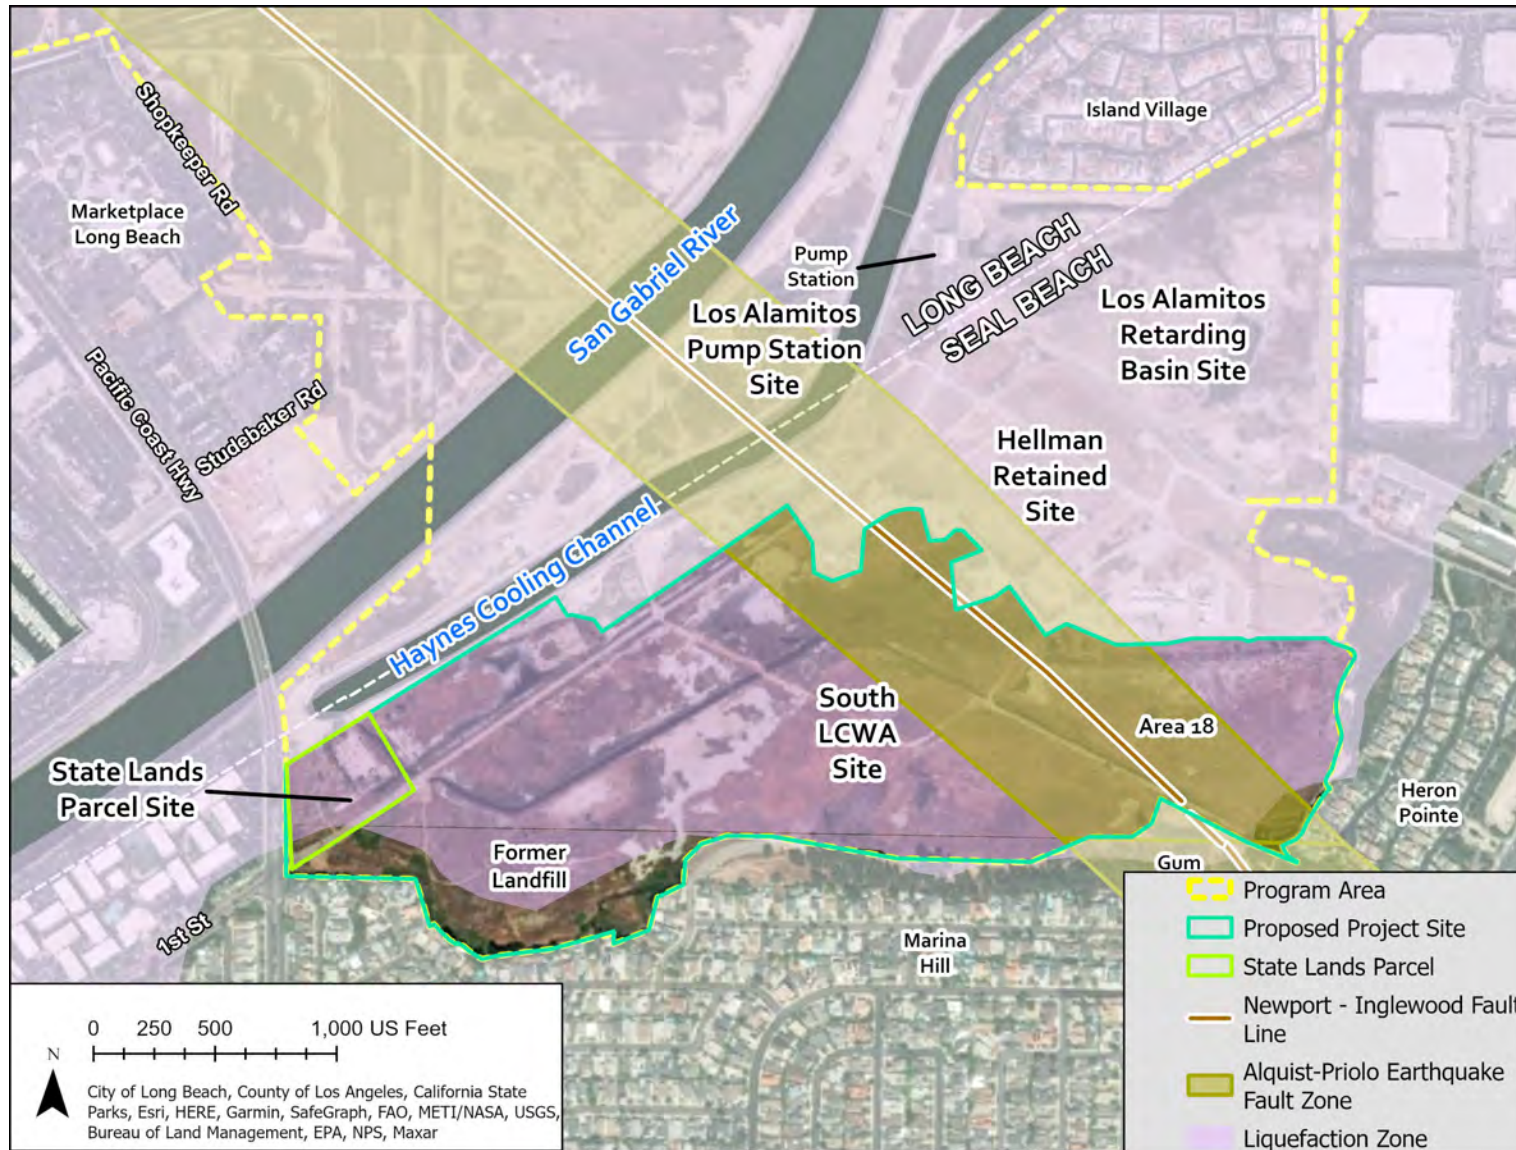 Shopkeeper Rd
Island Village
Marketplace
Long Beach
San Gabriel River
Pump
Station
LONG BEACH
SEAL BEACH
Los Alamitos
Pump Station
Site
Los Alamitos
Retarding
Basin Site
Pacific Coast Hwy
Studebaker Rd
Hellman
Retained
Site
Haynes Cooling Channel
South
LCWA
Site
Area 18
State Lands
Parcel Site
Heron
Pointe
Former
Landfill
Gum
1st St
Marina
Hill
Program Area
Proposed Project Site
State Lands Parcel
Newport - Inglewood Fault
Line
Alquist-Priolo Earthquake
Fault Zone
Liquefaction Zone
0 250 500 1,000 US Feet
N
City of Long Beach, County of Los Angeles, California State
Parks, Esri, HERE, Garmin, SafeGraph, FAO, METI/NASA, USGS,
Bureau of Land Management, EPA, NPS, Maxar